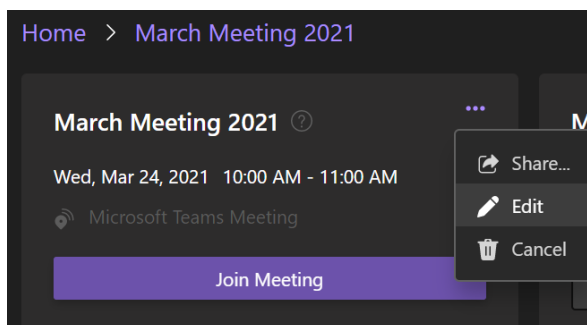 Home > March Meeting 2021
March Meeting 2021 ?
...
M
Wed, Mar 24, 2021 10:00 AM - 11:00 AM
Microsoft Teams Meeting
Join Meeting
Share...
Edit
Cancel